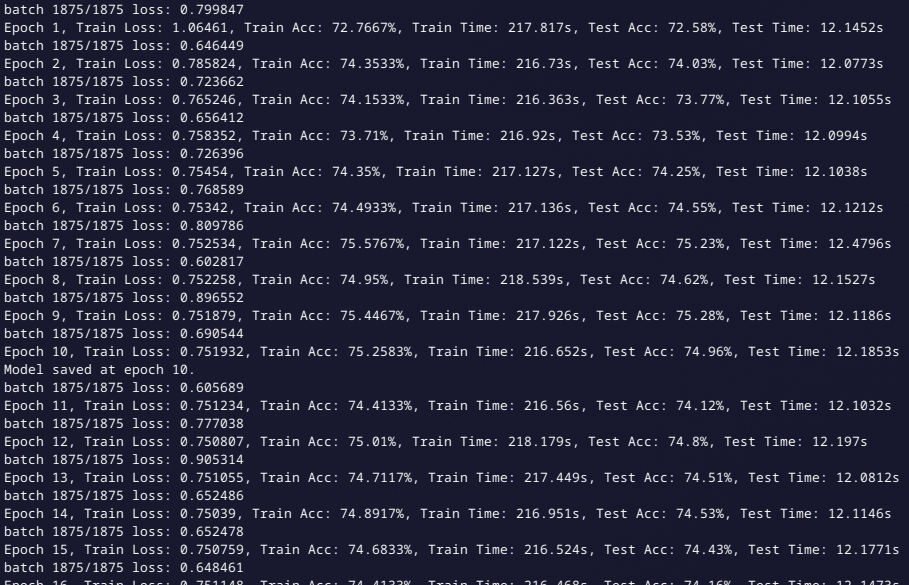 batch 1875/1875 loss: 0.799847
Epoch 1, Train Loss: 1.06461, Train Acc: 72.7667%, Train Time: 217.817s, Test Acc: 72.58%, Test Time: 12.1452s
batch 1875/1875 loss: 0.646449
Epoch 2, Train Loss: 0.785824, Train Acc: 74.3533%, Train Time: 216.73s, Test Acc: 74.03%, Test Time: 12.0773s
batch 1875/1875 loss: 0.723662
Epoch 3, Train Loss: 0.765246, Train Acc: 74.1533%, Train Time: 216.363s, Test Acc: 73.77%, Test Time: 12.1055s
batch 1875/1875 loss: 0.656412
Epoch 4, Train Loss: 0.758352, Train Acc: 73.71%, Train Time: 216.92s, Test Acc: 73.53%, Test Time: 12.0994s
batch 1875/1875 loss: 0.726396
Epoch 5, Train Loss: 0.75454, Train Acc: 74.35%, Train Time: 217.127s, Test Acc: 74.25%, Test Time: 12.1038s
batch 1875/1875 loss: 0.768589
Epoch 6, Train Loss: 0.75342, Train Acc: 74.4933%, Train Time: 217.136s, Test Acc: 74.55%, Test Time: 12.1212s
batch 1875/1875 loss: 0.809786
Epoch 7, Train Loss: 0.752534, Train Acc: 75.5767%, Train Time: 217.122s, Test Acc: 75.23%, Test Time: 12.4796s
batch 1875/1875 loss: 0.602817
Epoch 8, Train Loss: 0.752258, Train Acc: 74.95%, Train Time: 218.539s, Test Acc: 74.62%, Test Time: 12.1527s
batch 1875/1875 loss: 0.896552
Epoch 9, Train Loss: 0.751879, Train Acc: 75.4467%, Train Time: 217.926s, Test Acc: 75.28%, Test Time: 12.1186s
batch 1875/1875 loss: 0.690544
Epoch 10, Train Loss: 0.751932, Train Acc: 75.2583%, Train Time: 216.652s, Test Acc: 74.96%, Test Time: 12.1853s
Model saved at epoch 10.
batch 1875/1875 loss: 0.605689
Epoch 11, Train Loss: 0.751234, Train Acc: 74.4133%, Train Time: 216.56s, Test Acc: 74.12%, Test Time: 12.1032s
batch 1875/1875 loss: 0.777038
Epoch 12, Train Loss: 0.750807, Train Acc: 75.01%, Train Time: 218.179s, Test Acc: 74.8%, Test Time: 12.197s
batch 1875/1875 loss: 0.905314
Epoch 13, Train Loss: 0.751055, Train Acc: 74.7117%, Train Time: 217.449s, Test Acc: 74.51%, Test Time: 12.0812s
batch 1875/1875 loss: 0.652486
Epoch 14, Train Loss: 0.75039, Train Acc: 74.8917%, Train Time: 216.951s, Test Acc: 74.53%, Test Time: 12.1146s
batch 1875/1875 loss: 0.652478
Epoch 15, Train Loss: 0.750759, Train Acc: 74.6833%, Train Time: 216.524s, Test Acc: 74.43%, Test Time: 12.1771s
batch 1875/1875 loss: 0.648461
Epoch 16, Train Loss: Train Acc: Train Time: Test Acc: Test Time: